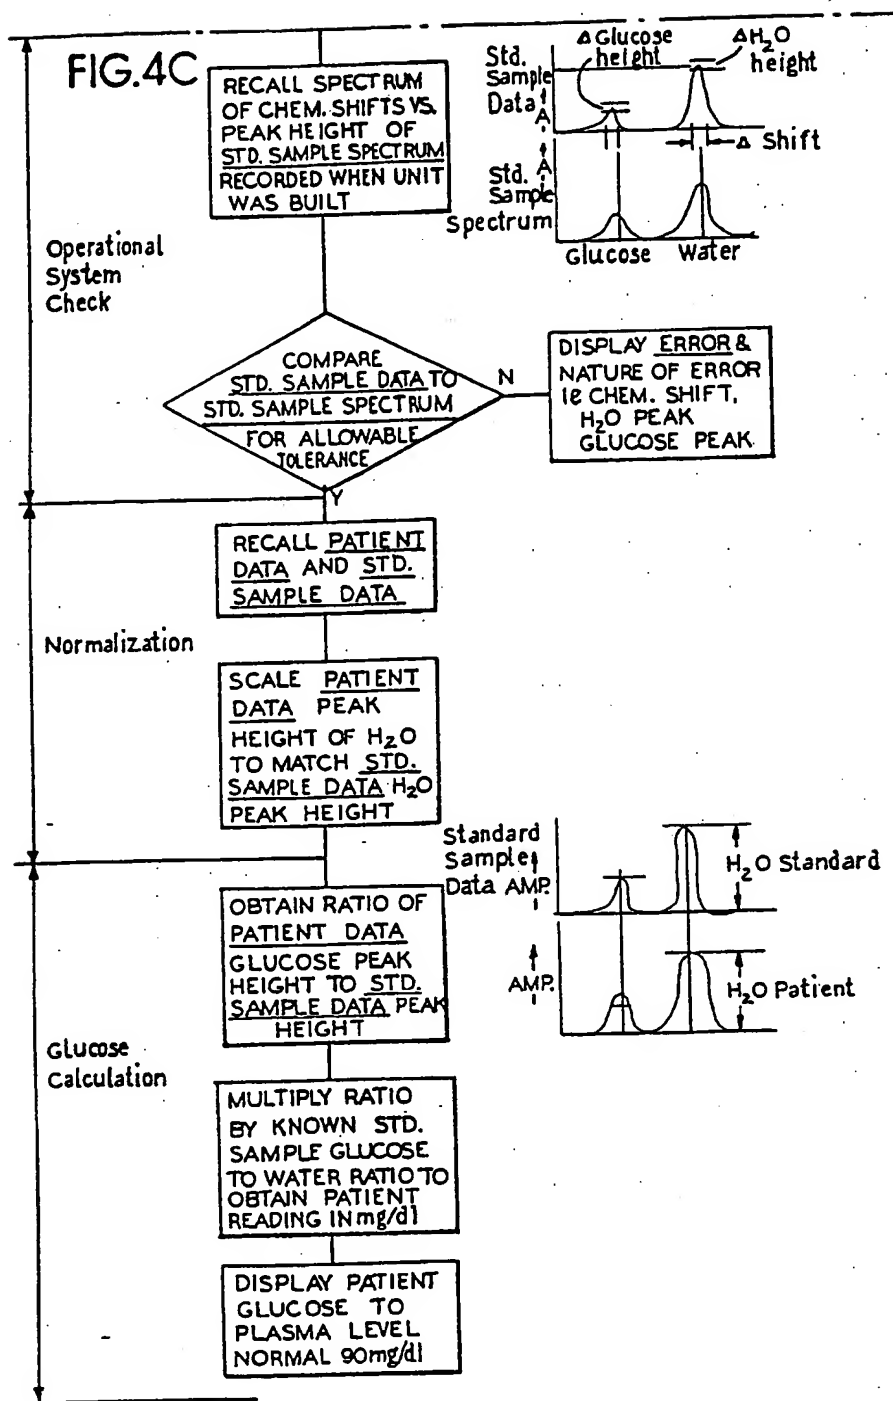 FIG.4C
RECALL SPECTRUM
OF CHEM. SHIFTS VS.
PEAK HEIGHT OF
STD. SAMPLE SPECTRUM
RECORDED WHEN UNIT
WAS BUILT
Std.
Sample
Data
A
Δ Glucose
height
ΔH₂O
height
Δ Shift
Std.
Sample
Spectrum
A
Glucose
Water
Operational
System
Check
COMPARE
STD. SAMPLE DATA TO
STD. SAMPLE SPECTRUM
FOR ALLOWABLE
TOLERANCE
N
DISPLAY ERROR &
NATURE OF ERROR
ie CHEM. SHIFT,
H₂O PEAK
GLUCOSE PEAK
Y
RECALL PATIENT
DATA AND STD.
SAMPLE DATA
Normalization
SCALE PATIENT
DATA PEAK
HEIGHT OF H₂O
TO MATCH STD.
SAMPLE DATA H₂O
PEAK HEIGHT
Standard
Sample
Data AMP.
H₂O Standard
AMP.
H₂O Patient
OBTAIN RATIO OF
PATIENT DATA
GLUCOSE PEAK
HEIGHT TO STD.
SAMPLE DATA PEAK
HEIGHT
Glucose
Calculation
MULTIPLY RATIO
BY KNOWN STD.
SAMPLE GLUCOSE
TO WATER RATIO TO
OBTAIN PATIENT
READING IN mg/dl
DISPLAY PATIENT
GLUCOSE TO
PLASMA LEVEL
NORMAL 90mg/dl